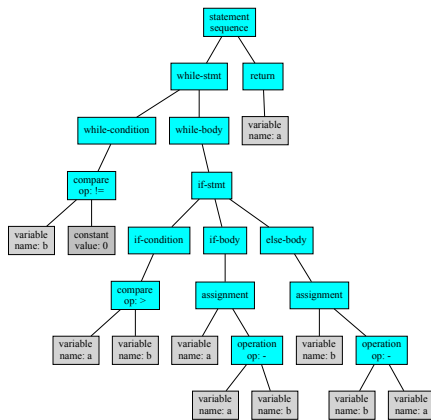 statement
sequence
while-stmt
return
while-condition
while-body
variable
name: a
compare
op: !=
if-stmt
variable
name: b
constant
value: 0
if-condition
if-body
else-body
compare
op: >
assignment
assignment
variable
name: a
variable
name: b
variable
name: a
operation
op: -
variable
name: b
operation
op: -
variable
name: a
variable
name: b
variable
name: b
variable
name: a